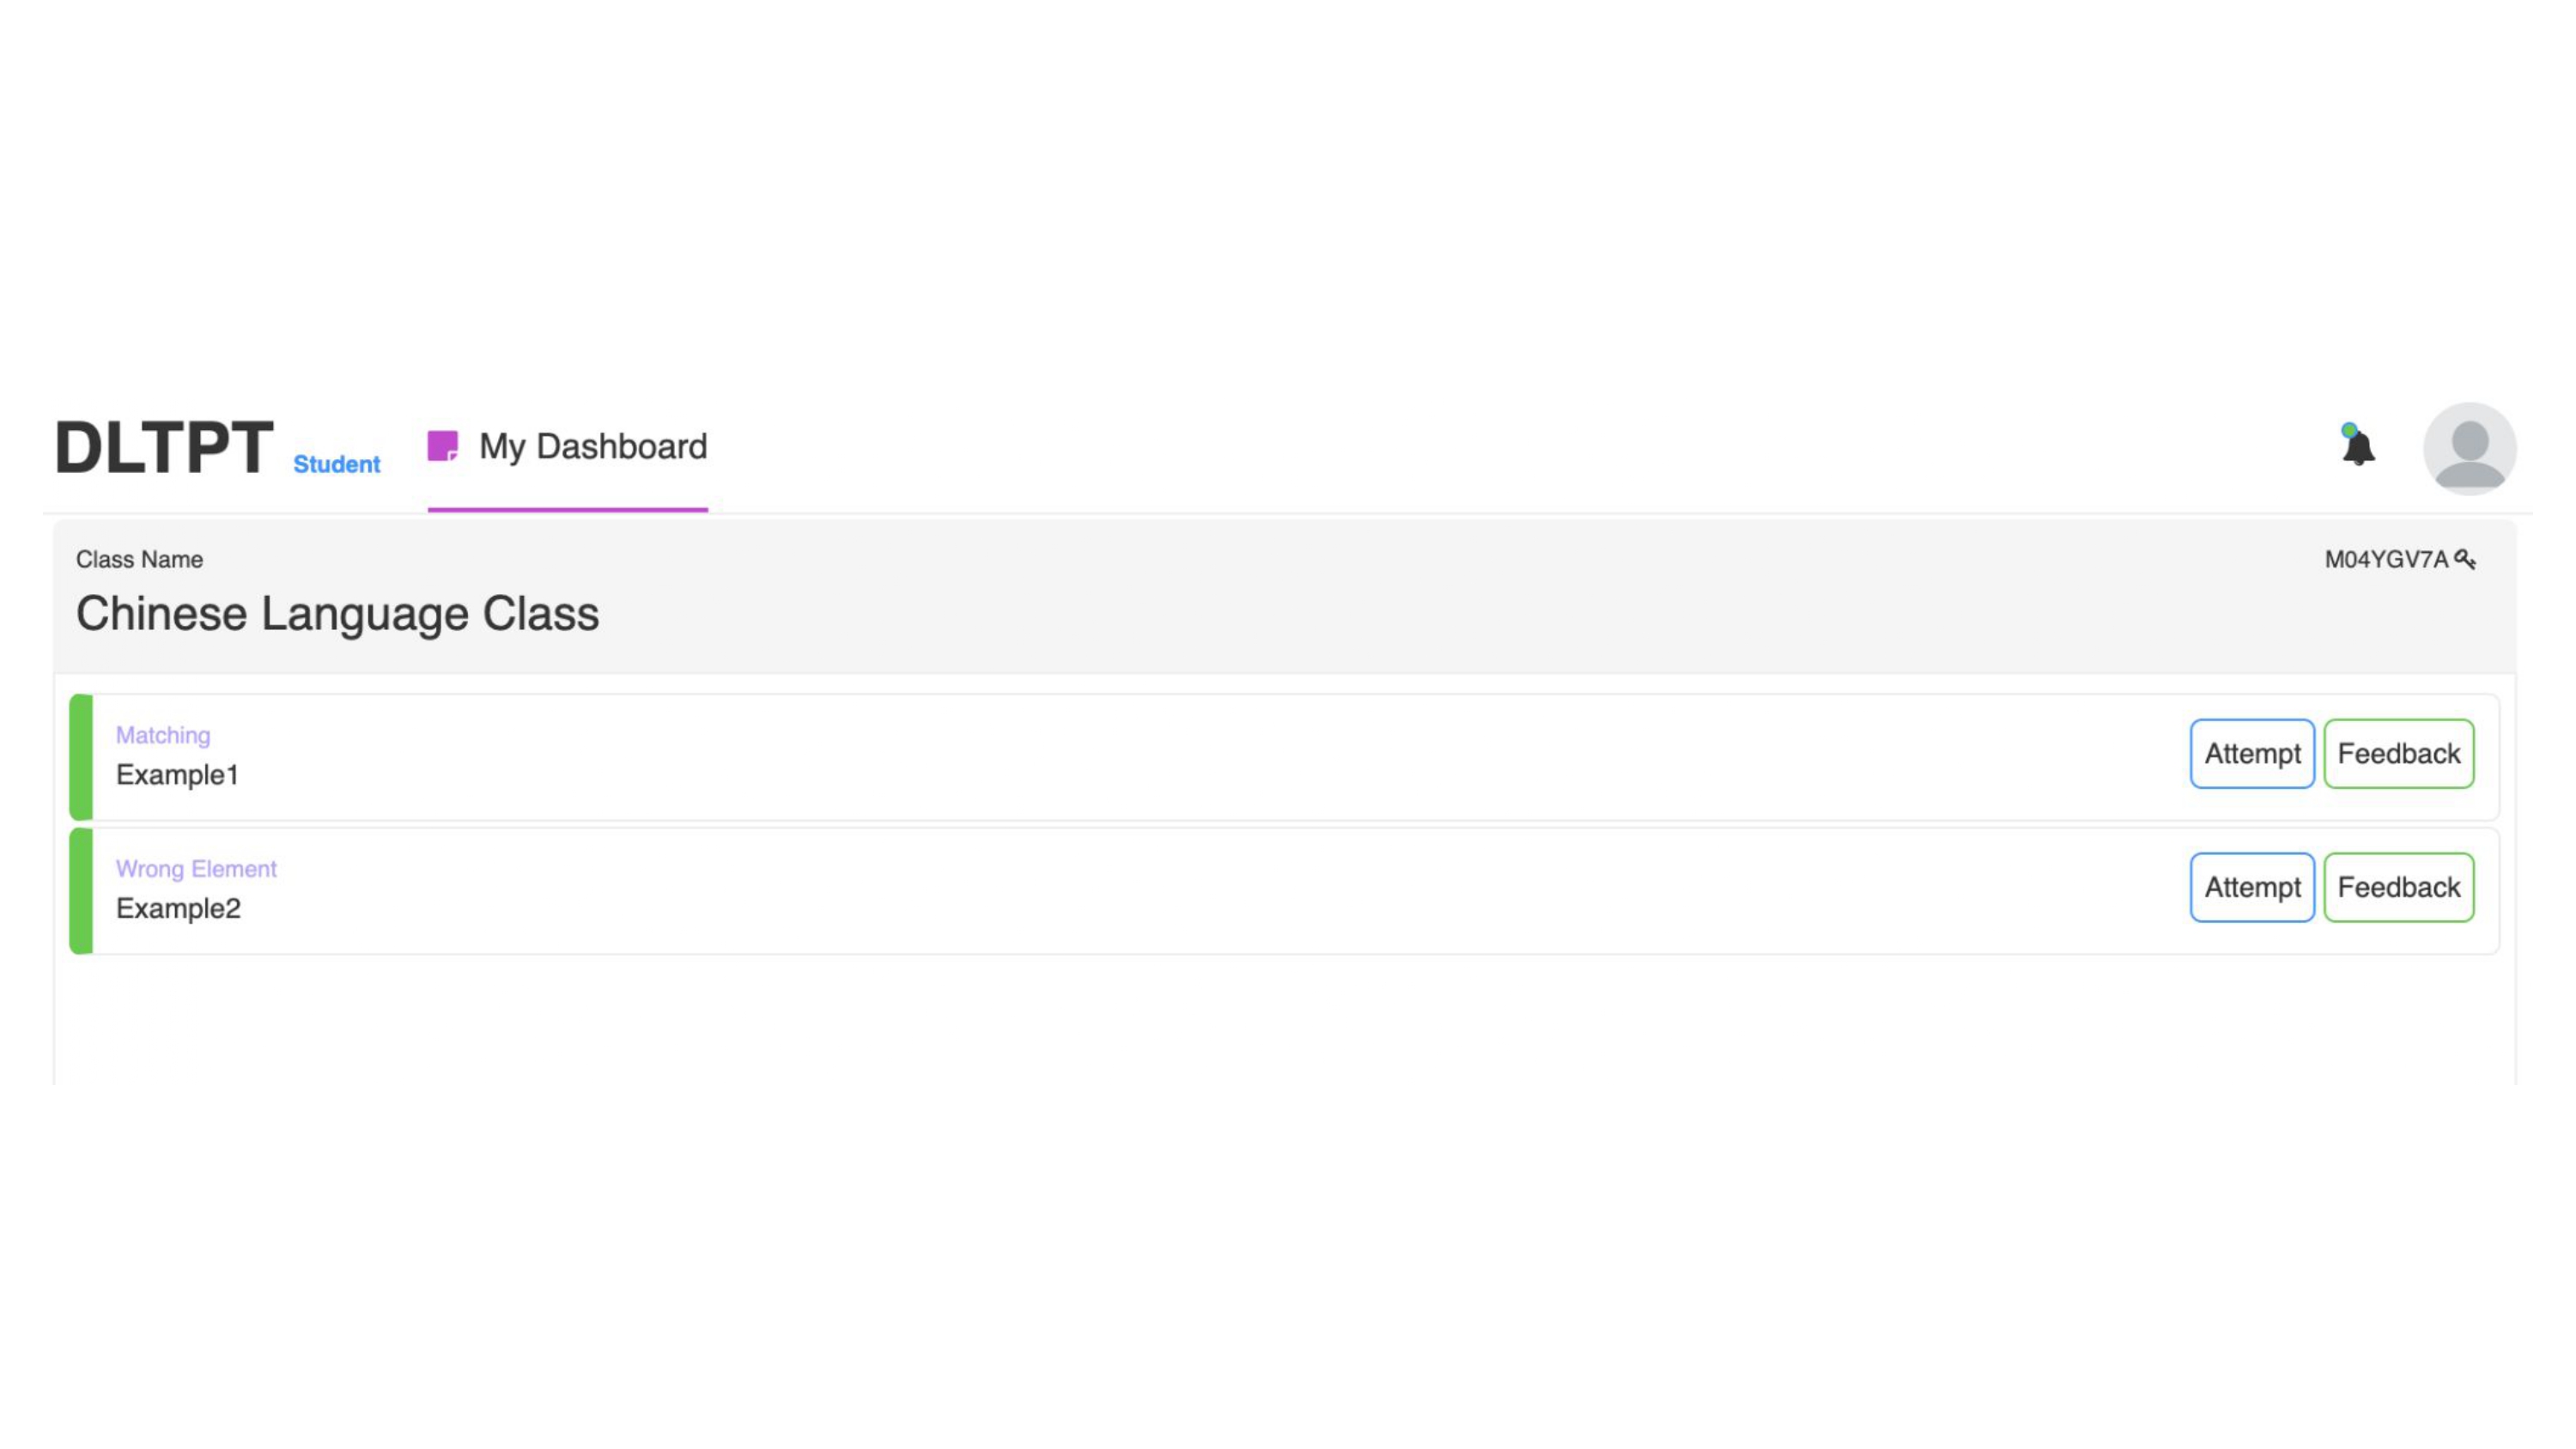 DLTPT Student My Dashboard
Class Name M04YGV7A
Chinese Language Class
Matching
Example1
Attempt Feedback
Wrong Element
Example2
Attempt Feedback